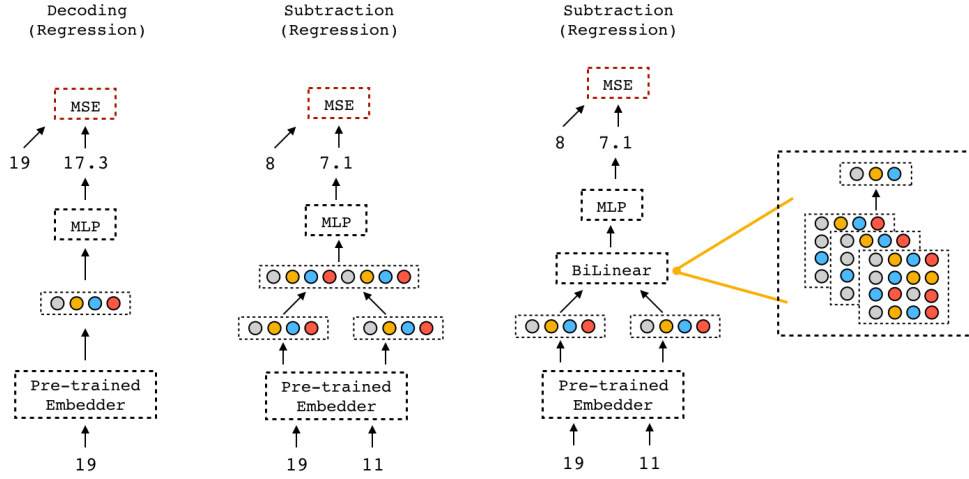 Decoding
(Regression)
MSE
19
17.3
MLP
Pre-trained
Embedder
19
Subtraction
(Regression)
MSE
8
7.1
MLP
Pre-trained
Embedder
19
11
Subtraction
(Regression)
MSE
8
7.1
MLP
BiLinear
Pre-trained
Embedder
19
11